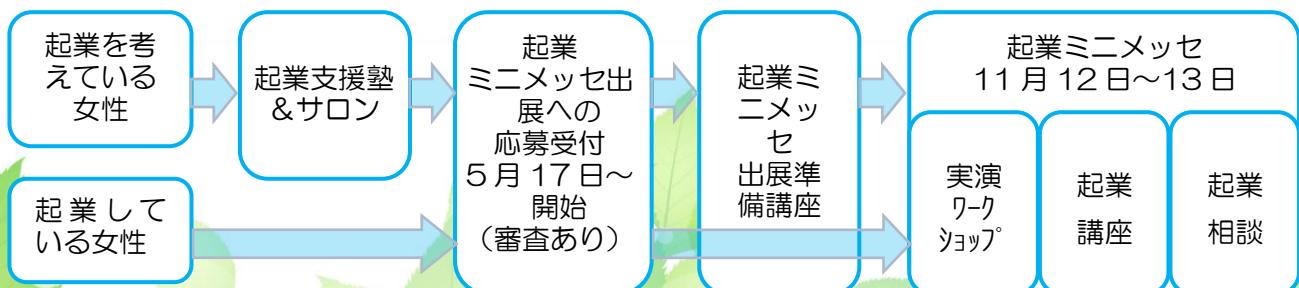 起業を考
えている
女性
起業して
いる女性
起業支援塾
＆サロン
起業
ミニメッセ出
展への
応募受付
５月17日～
開始
（審査あり）
起業ミ
ニメッ
セ
出展準
備講座
起業ミニメッセ
11月12日～13日
実演
ﾜｰｸ
ｼｮｯﾌﾟ
起業
講座
起業
相談